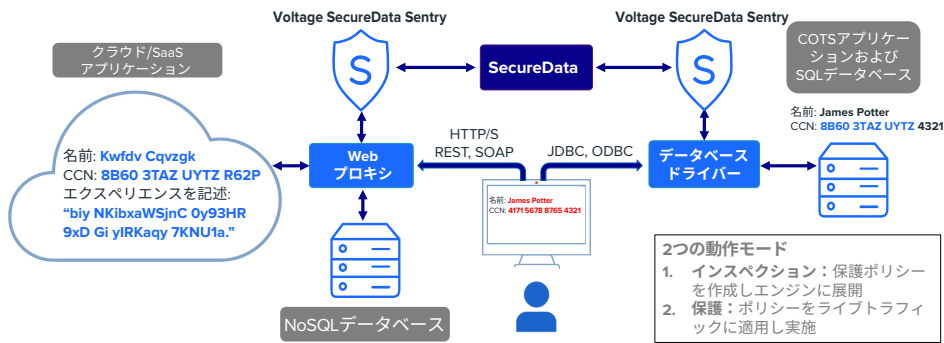 Voltage SecureData Sentry
Voltage SecureData Sentry
クラウド/SaaS
アプリケーション
S
SecureData
S
COTSアプリケー
ションおよび
SQLデータベース
名前: James Potter
CCN: 8B60 3TAZ UYTZ 4321
名前: Kwfdv Cqvzgk
CCN: 8B60 3TAZ UYTZ R62P
エクスペリエンスを記述:
“biy NKibxaWSjnC 0y93HR
9xD Gi yIRKaqy 7KNU1a.”
Web
プロキシ
HTTP/S
REST, SOAP
JDBC, ODBC
データベース
ドライバー
名前: James Potter
CCN: 4171 5678 8765 4321
NoSQLデータベース
2つの動作モード
1. インスペクション：保護ポリシー
を作成しエンジンに展開
2. 保護：ポリシーをライブトラフィ
ックに適用し実施